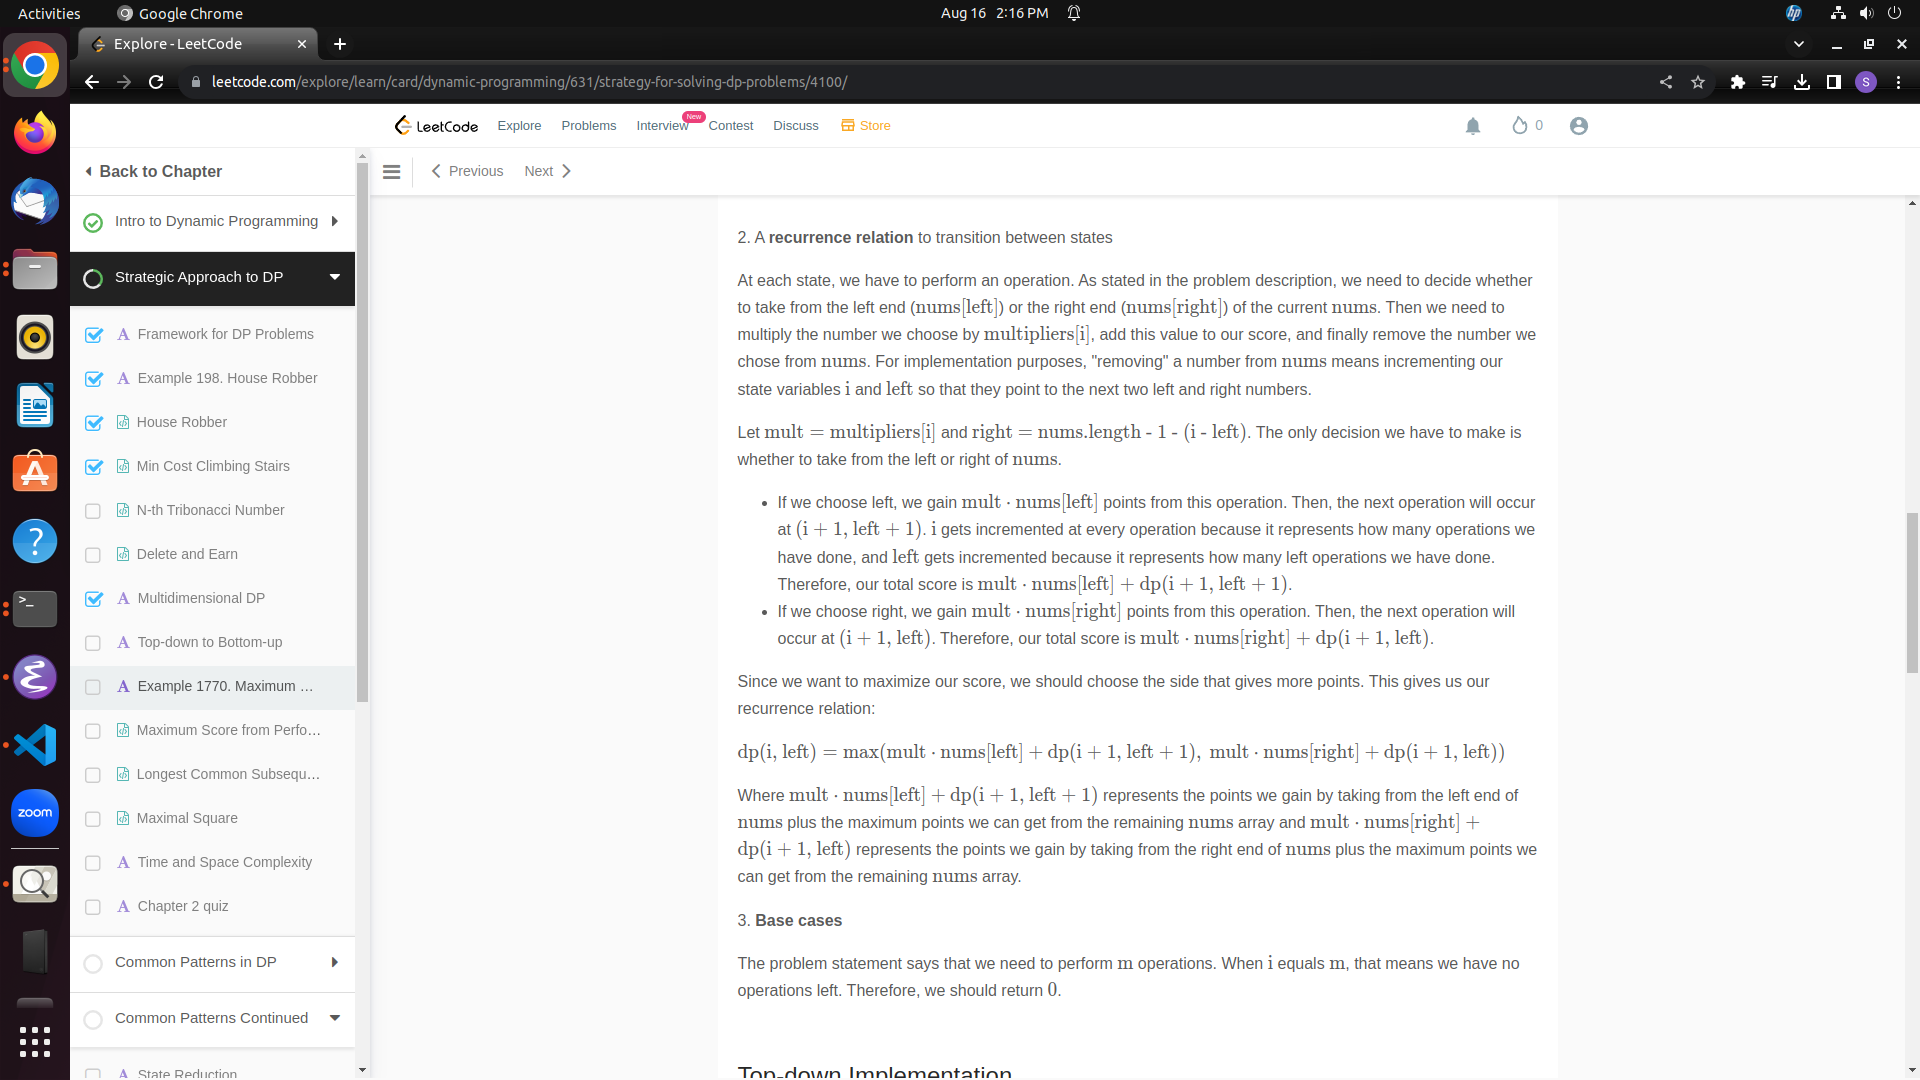 Activities
Google Chrome
Aug 16 2:16 PM
Explore - LeetCode
leetcode.com/explore/learn/card/dynamic-programming/631/strategy-for-solving-dp-problems/4100/
S
LeetCode
Explore
Problems
Interview
New
Contest
Discuss
Store
0
Back to Chapter
Previous
Next
Intro to Dynamic Programming
Strategic Approach to DP
A Framework for DP Problems
A Example 198. House Robber
House Robber
Min Cost Climbing Stairs
N-th Tribonacci Number
Delete and Earn
A Multidimensional DP
A Top-down to Bottom-up
A Example 1770. Maximum …
Maximum Score from Perfo…
Longest Common Subsequ…
Maximal Square
A Time and Space Complexity
A Chapter 2 quiz
Common Patterns in DP
Common Patterns Continued
A State Reduction
zoom
2. A recurrence relation to transition between states
At each state, we have to perform an operation. As stated in the problem description, we need to decide whether
to take from the left end (nums[left]) or the right end (nums[right]) of the current nums. Then we need to
multiply the number we choose by multipliers[i], add this value to our score, and finally remove the number we
chose from nums. For implementation purposes, "removing" a number from nums means incrementing our
state variables i and left so that they point to the next two left and right numbers.
Let mult = multipliers[i] and right = nums.length - 1 - (i - left). The only decision we have to make is
whether to take from the left or right of nums.
• If we choose left, we gain mult · nums[left] points from this operation. Then, the next operation will occur
at (i + 1, left + 1). i gets incremented at every operation because it represents how many operations we
have done, and left gets incremented because it represents how many left operations we have done.
Therefore, our total score is mult · nums[left] + dp(i + 1, left + 1).
• If we choose right, we gain mult · nums[right] points from this operation. Then, the next operation will
occur at (i + 1, left). Therefore, our total score is mult · nums[right] + dp(i + 1, left).
Since we want to maximize our score, we should choose the side that gives more points. This gives us our
recurrence relation:
dp(i, left) = max(mult · nums[left] + dp(i + 1, left + 1), mult · nums[right] + dp(i + 1, left))
Where mult · nums[left] + dp(i + 1, left + 1) represents the points we gain by taking from the left end of
nums plus the maximum points we can get from the remaining nums array and mult · nums[right] +
dp(i + 1, left) represents the points we gain by taking from the right end of nums plus the maximum points we
can get from the remaining nums array.
3. Base cases
The problem statement says that we need to perform m operations. When i equals m, that means we have no
operations left. Therefore, we should return 0.
Top-down Implementation